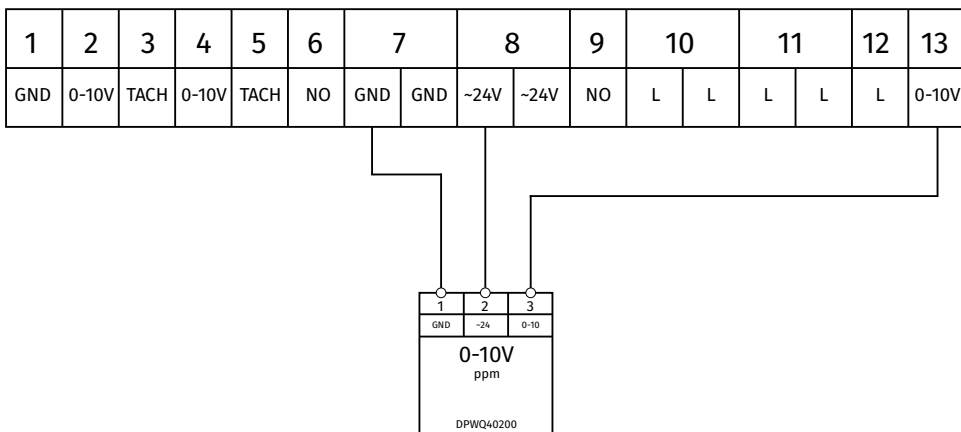 1 2 3 4 5 6 7 8 9 10 11 12 13
GND 0-10V TACH 0-10V TACH NO GND GND ~24V ~24V NO L L L L L 0-10V
1 2 3
GND ~24 0-10
0-10V
ppm
DPWQ40200